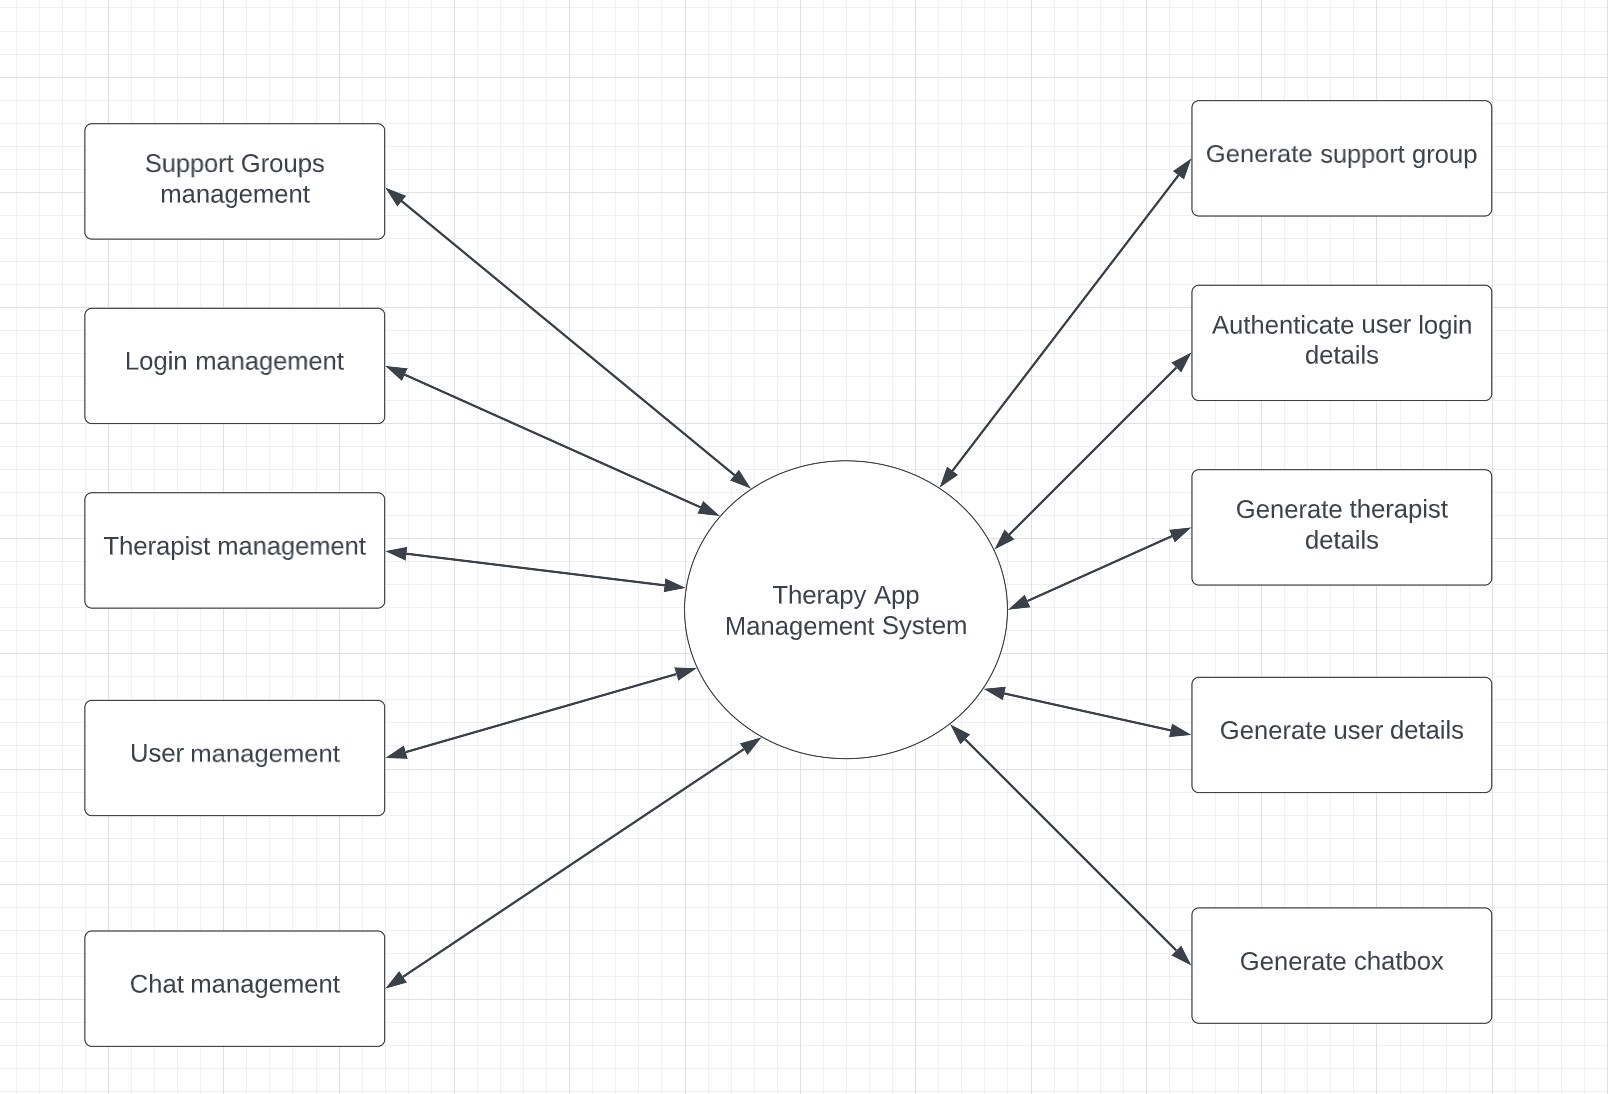 Support Groups
management
Login management
Therapist management
User management
Chat management
Therapy App
Management System
Generate support group
Authenticate user login
details
Generate therapist
details
Generate user details
Generate chatbox